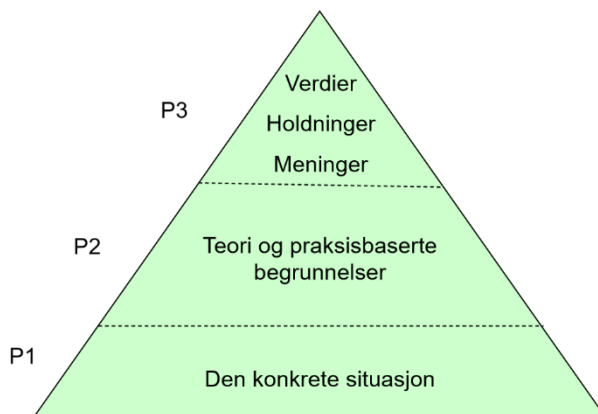 P3
Verdier
Holdninger
Meninger
P2
Teori og praksisbaserte
begrunnelser
P1
Den konkrete situasjon